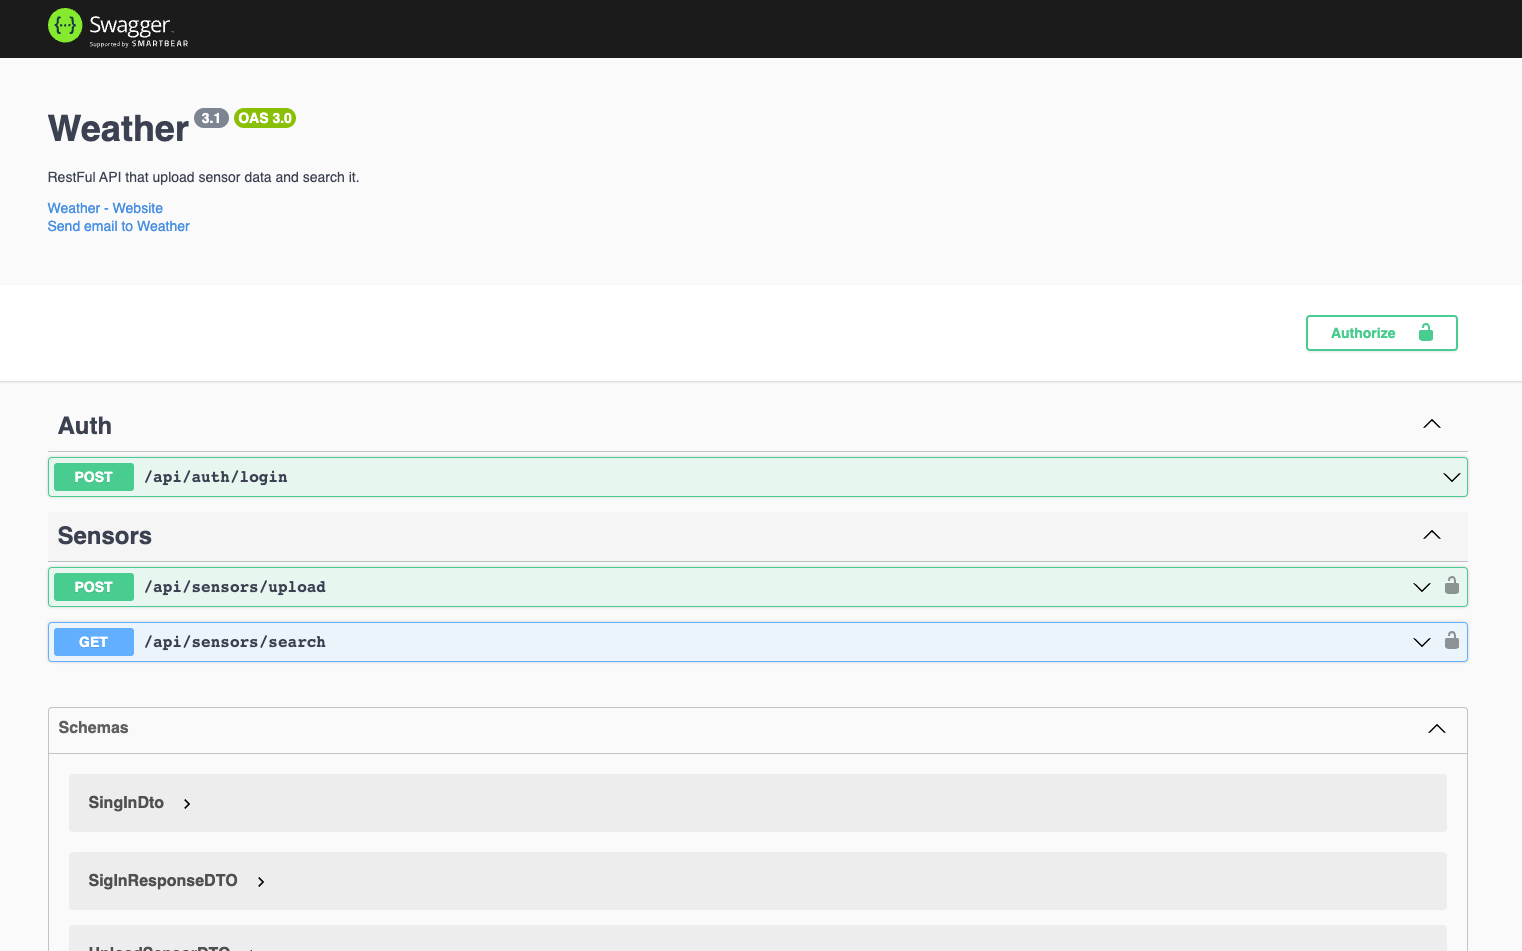 Swagger
Supported by SMARTBEAR
Weather 3.1 OAS 3.0
RestFul API that upload sensor data and search it.
Weather - Website
Send email to Weather
Authorize
Auth
POST /api/auth/login
Sensors
POST /api/sensors/upload
GET /api/sensors/search
Schemas
SingInDto
SigInResponseDTO
UploadSensorDTO